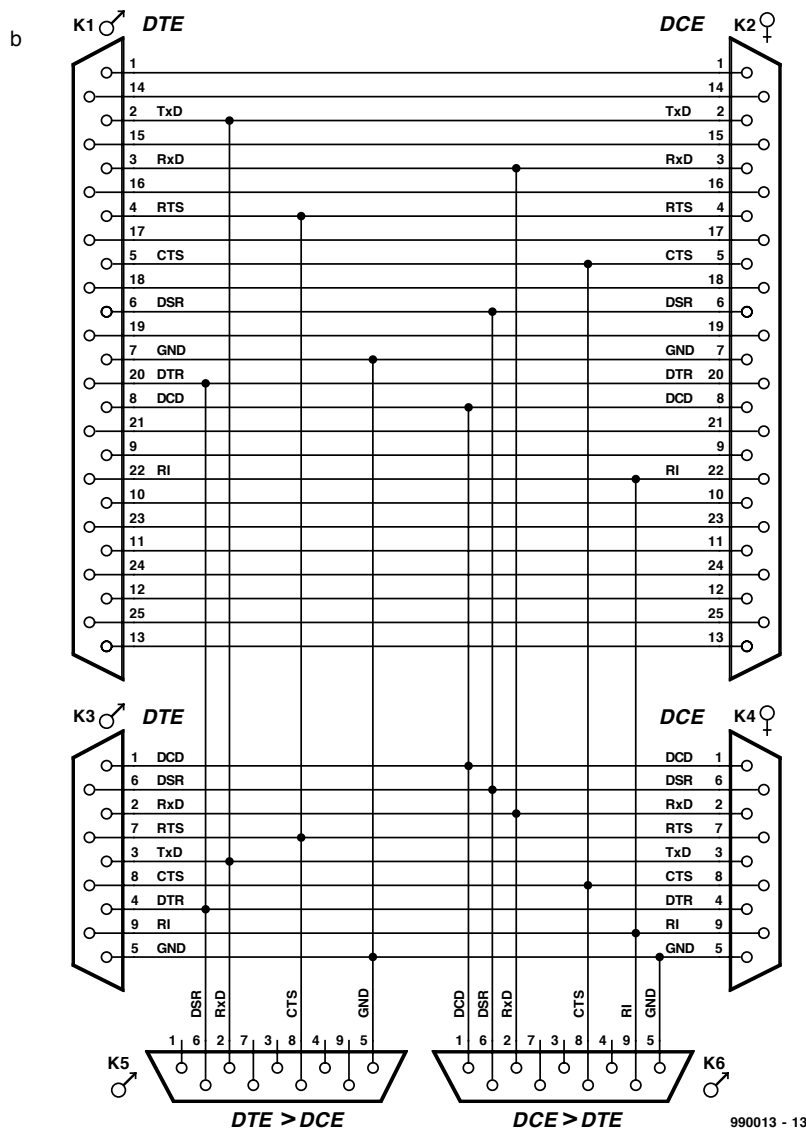 b
K1 DTE DCE K2
1 1
14 14
2 TxD TxD 2
15 15
3 RxD RxD 3
16 16
4 RTS RTS 4
17 17
5 CTS CTS 5
18 18
6 DSR DSR 6
19 19
7 GND GND 7
20 DTR DTR 20
8 DCD DCD 8
21 21
9 9
22 RI RI 22
10 10
23 23
11 11
24 24
12 12
25 25
13 13
K3 DTE DCE K4
1 DCD DCD 1
6 DSR DSR 6
2 RxD RxD 2
7 RTS RTS 7
3 TxD TxD 3
8 CTS CTS 8
4 DTR DTR 4
9 RI RI 9
5 GND GND 5
DSR RxD CTS GND DCD DSR RxD CTS RI GND
1 6 2 7 3 8 4 9 5 1 6 2 7 3 8 4 9 5
K5 K6
DTE > DCE DCE > DTE
990013 - 13